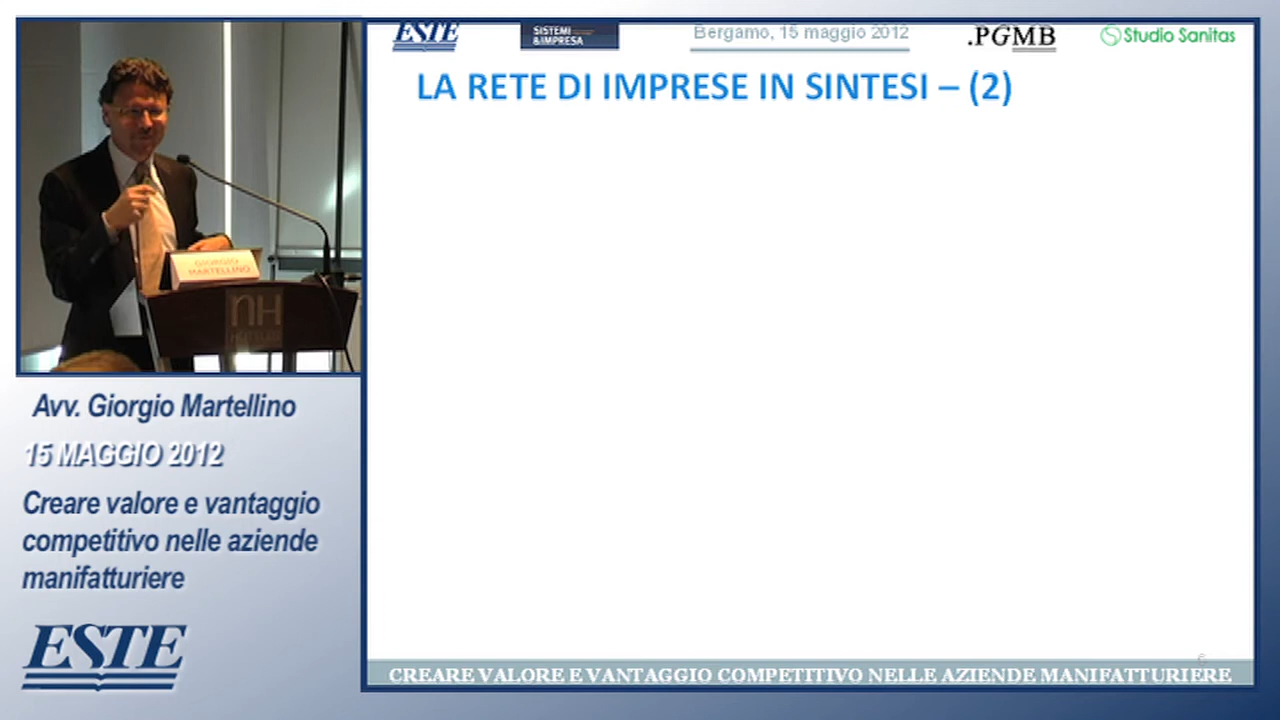 GIORGIO
MARTELLINO
nH
Avv. Giorgio Martellino
15 MAGGIO 2012
Creare valore e vantaggio
competitivo nelle aziende
manifatturiere
ESTE
ESTE
SISTEMI
&IMPRESA
Bergamo, 15 maggio 2012
.PGMB
Studio Sanitas
LA RETE DI IMPRESE IN SINTESI – (2)
6
CREARE VALORE E VANTAGGIO COMPETITIVO NELLE AZIENDE MANIFATTURIERE